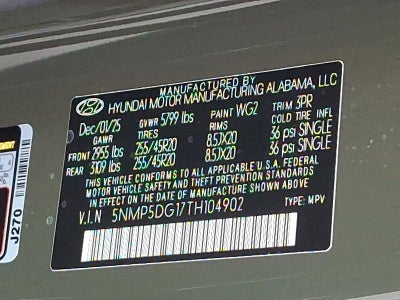 MANUFACTURED BY
HYUNDAI MOTOR MANUFACTURING ALABAMA, LLC
Dec/01/25 GVWR 5799 lbs PAINT WG2 TRIM 3PR
GAWR TIRES RIMS COLD TIRE INFL
FRONT 2955 lbs 255/45R20 8.5JX20 36 psi SINGLE
REAR 3109 lbs 255/45R20 8.5JX20 36 psi SINGLE
THIS VEHICLE CONFORMS TO ALL APPLICABLE U.S.A. FEDERAL
MOTOR VEHICLE SAFETY AND THEFT PREVENTION STANDARDS
IN EFFECT ON THE DATE OF MANUFACTURE SHOWN ABOVE
V.I.N 5NMP5DG17TH104902 TYPE: MPV
J270